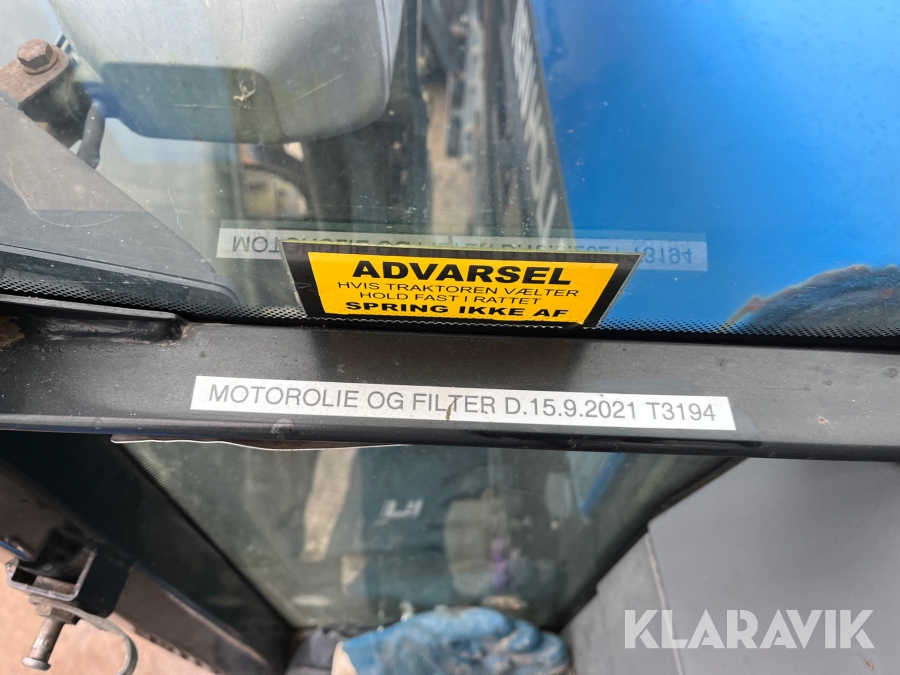 ADVARSEL
HVIS TRAKTOREN VÆLTER
HOLD FAST I RATTET
SPRING IKKE AF
MOTOROLIE OG FILTER D.15.9.2021 T3194
KLARAVIK